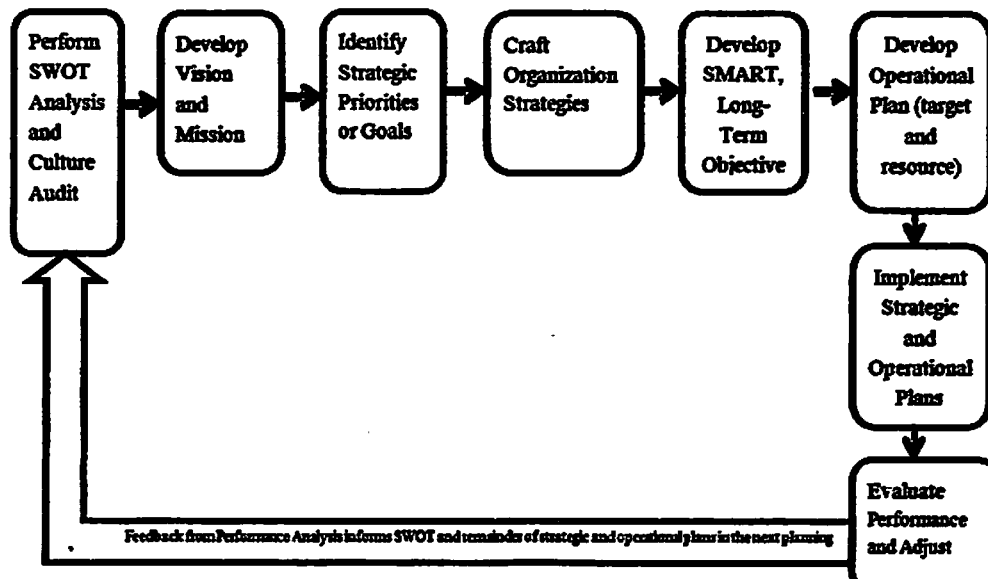 Perform
SWOT
Analysis
and
Culture
Audit
Develop
Vision
and
Mission
Identify
Strategic
Priorities
or Goals
Craft
Organization
Strategies
Develop
SMART,
Long-
Term
Objective
Develop
Operational
Plan (target
and
resource)
Implement
Strategic
and
Operational
Plans
Evaluate
Performance
and Adjust
Feedback from Performance Analysis informs SWOT and remainder of strategic and operational plans in the next planning